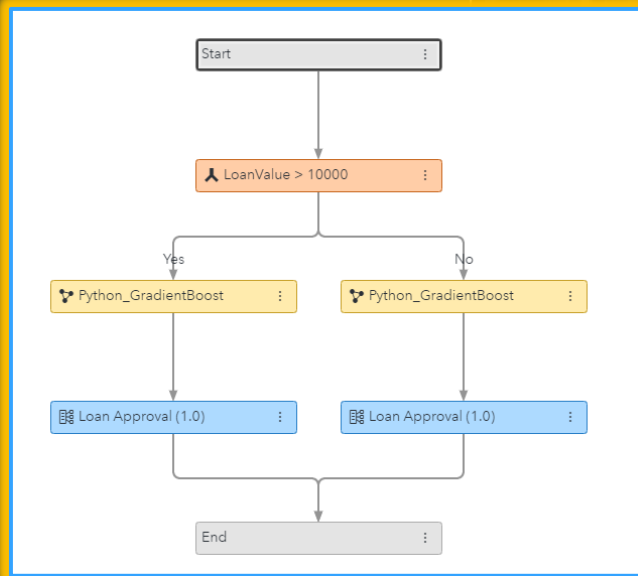 Start
LoanValue > 10000
Yes
No
Python_GradientBoost
Python_GradientBoost
Loan Approval (1.0)
Loan Approval (1.0)
End